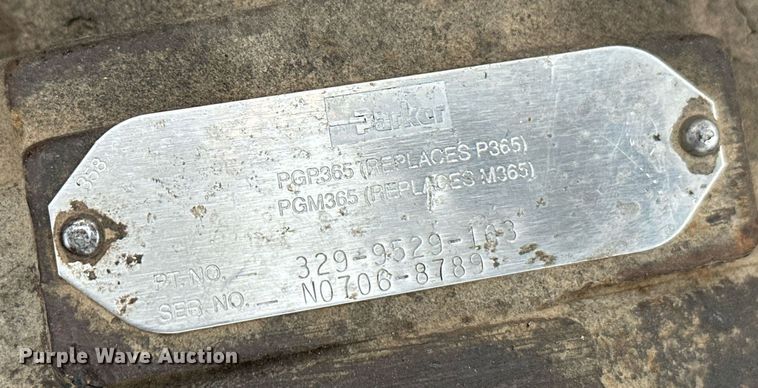 Parker
358
PGP365 (REPLACES P365)
PGM365 (REPLACES M365)
PT. NO. - 329-9529-163
SER. NO. - N0706-8789
Purple Wave Auction